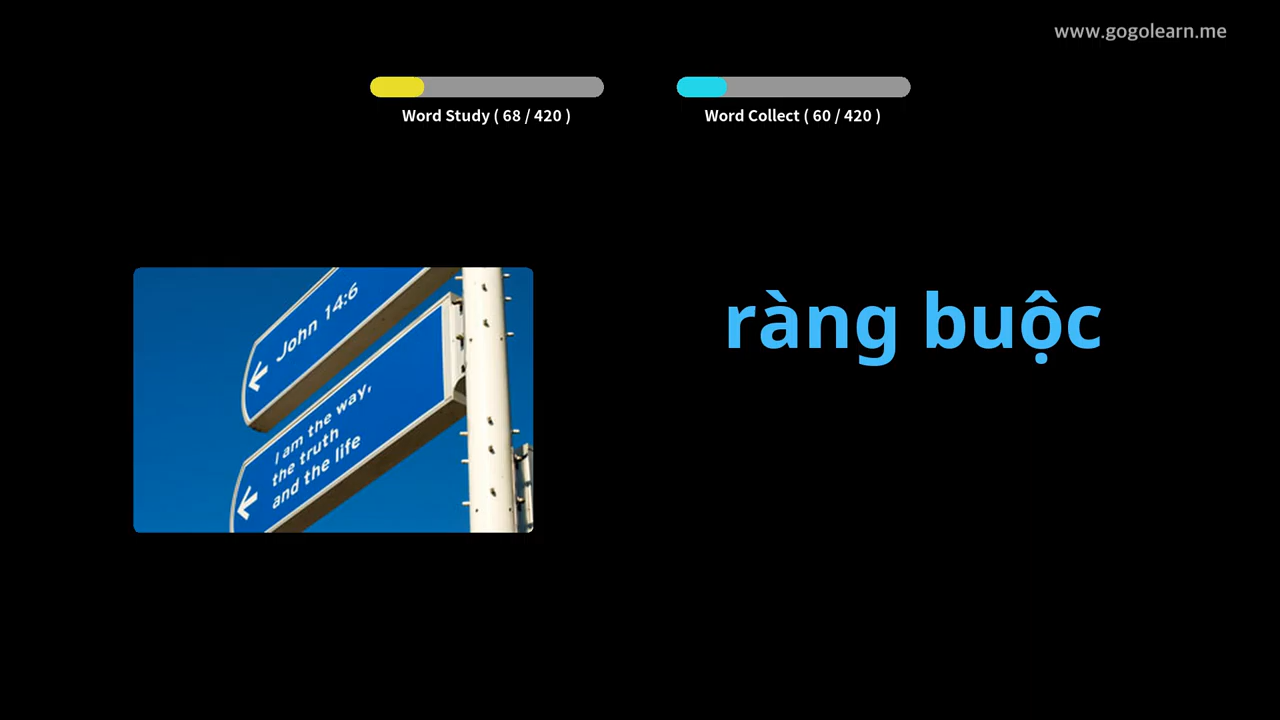 www.gogolearn.me
Word Study ( 68 / 420 )
Word Collect ( 60 / 420 )
John 14:6
I am the way,
the truth
and the life
ràng buộc